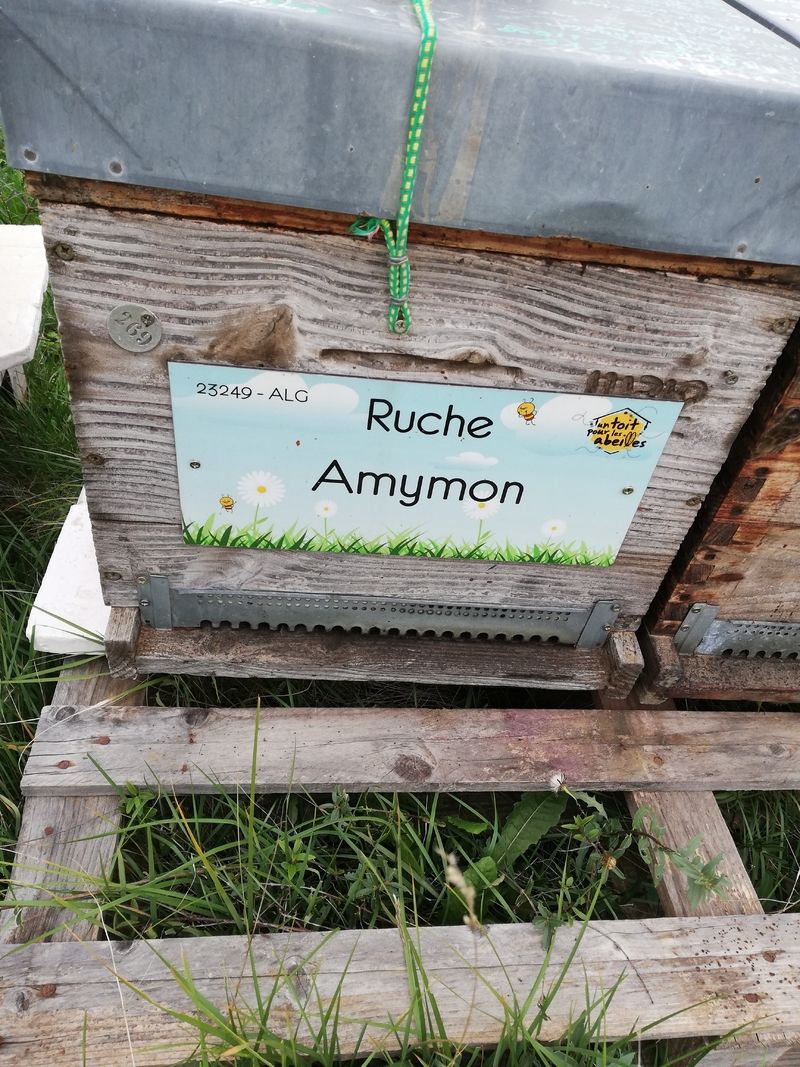 269
23249 - ALG
Ruche
Amymon
un toit
pour les
abeilles